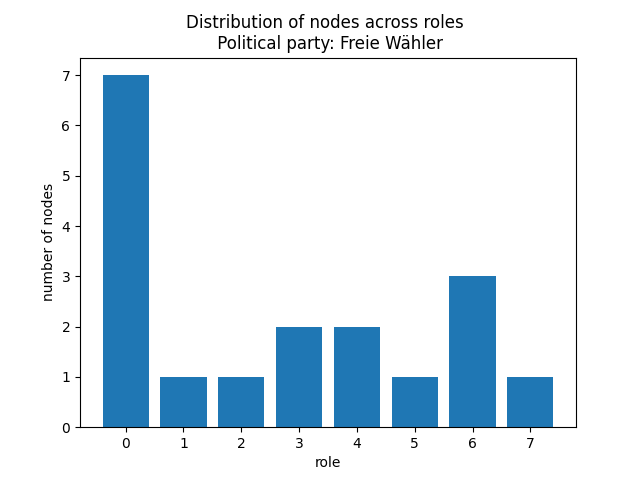 Distribution of nodes across roles
Political party: Freie Wähler
number of nodes
7
6
5
4
3
2
1
0
0 1 2 3 4 5 6 7
role